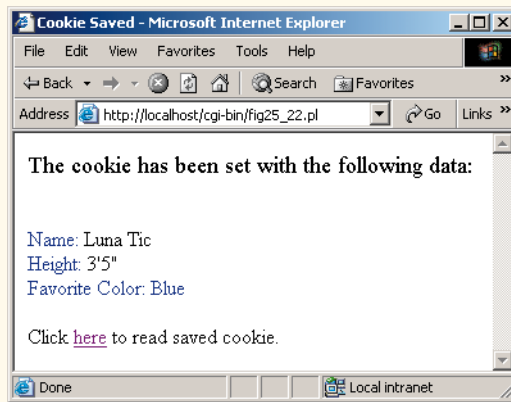 Cookie Saved - Microsoft Internet Explorer
File Edit View Favorites Tools Help
Back Search Favorites »
Address http://localhost/cgi-bin/fig25_22.pl Go Links »
The cookie has been set with the following data:
Name: Luna Tic
Height: 3'5"
Favorite Color: Blue
Click here to read saved cookie.
Done Local intranet